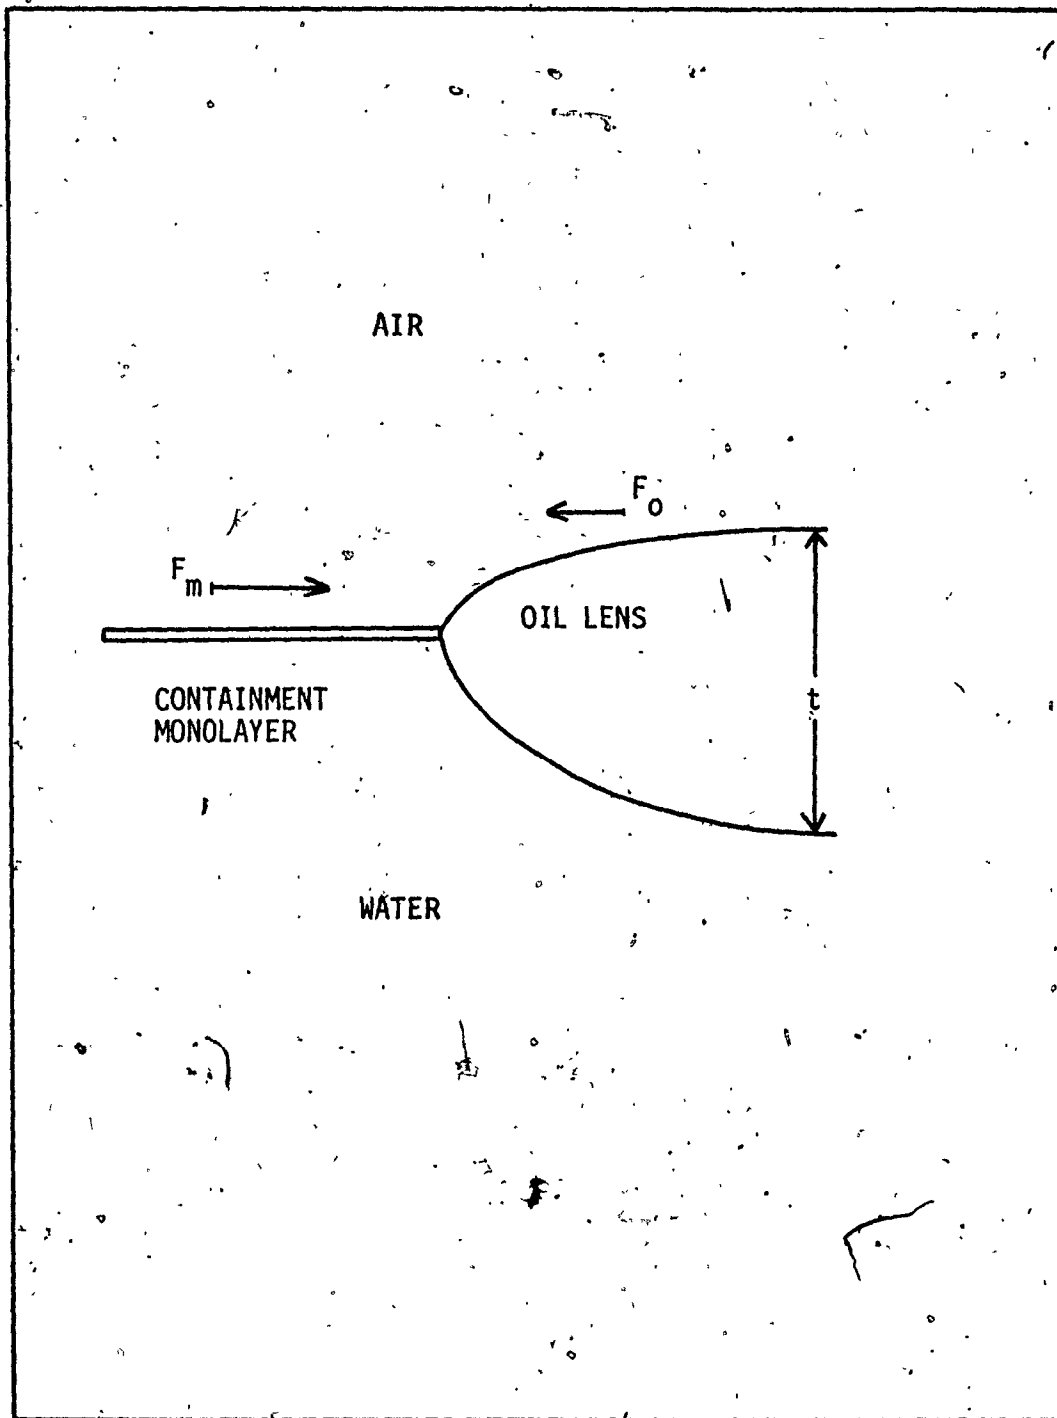 AIR
F_o
F_m
OIL LENS
CONTAINMENT
MONOLAYER
t
WATER